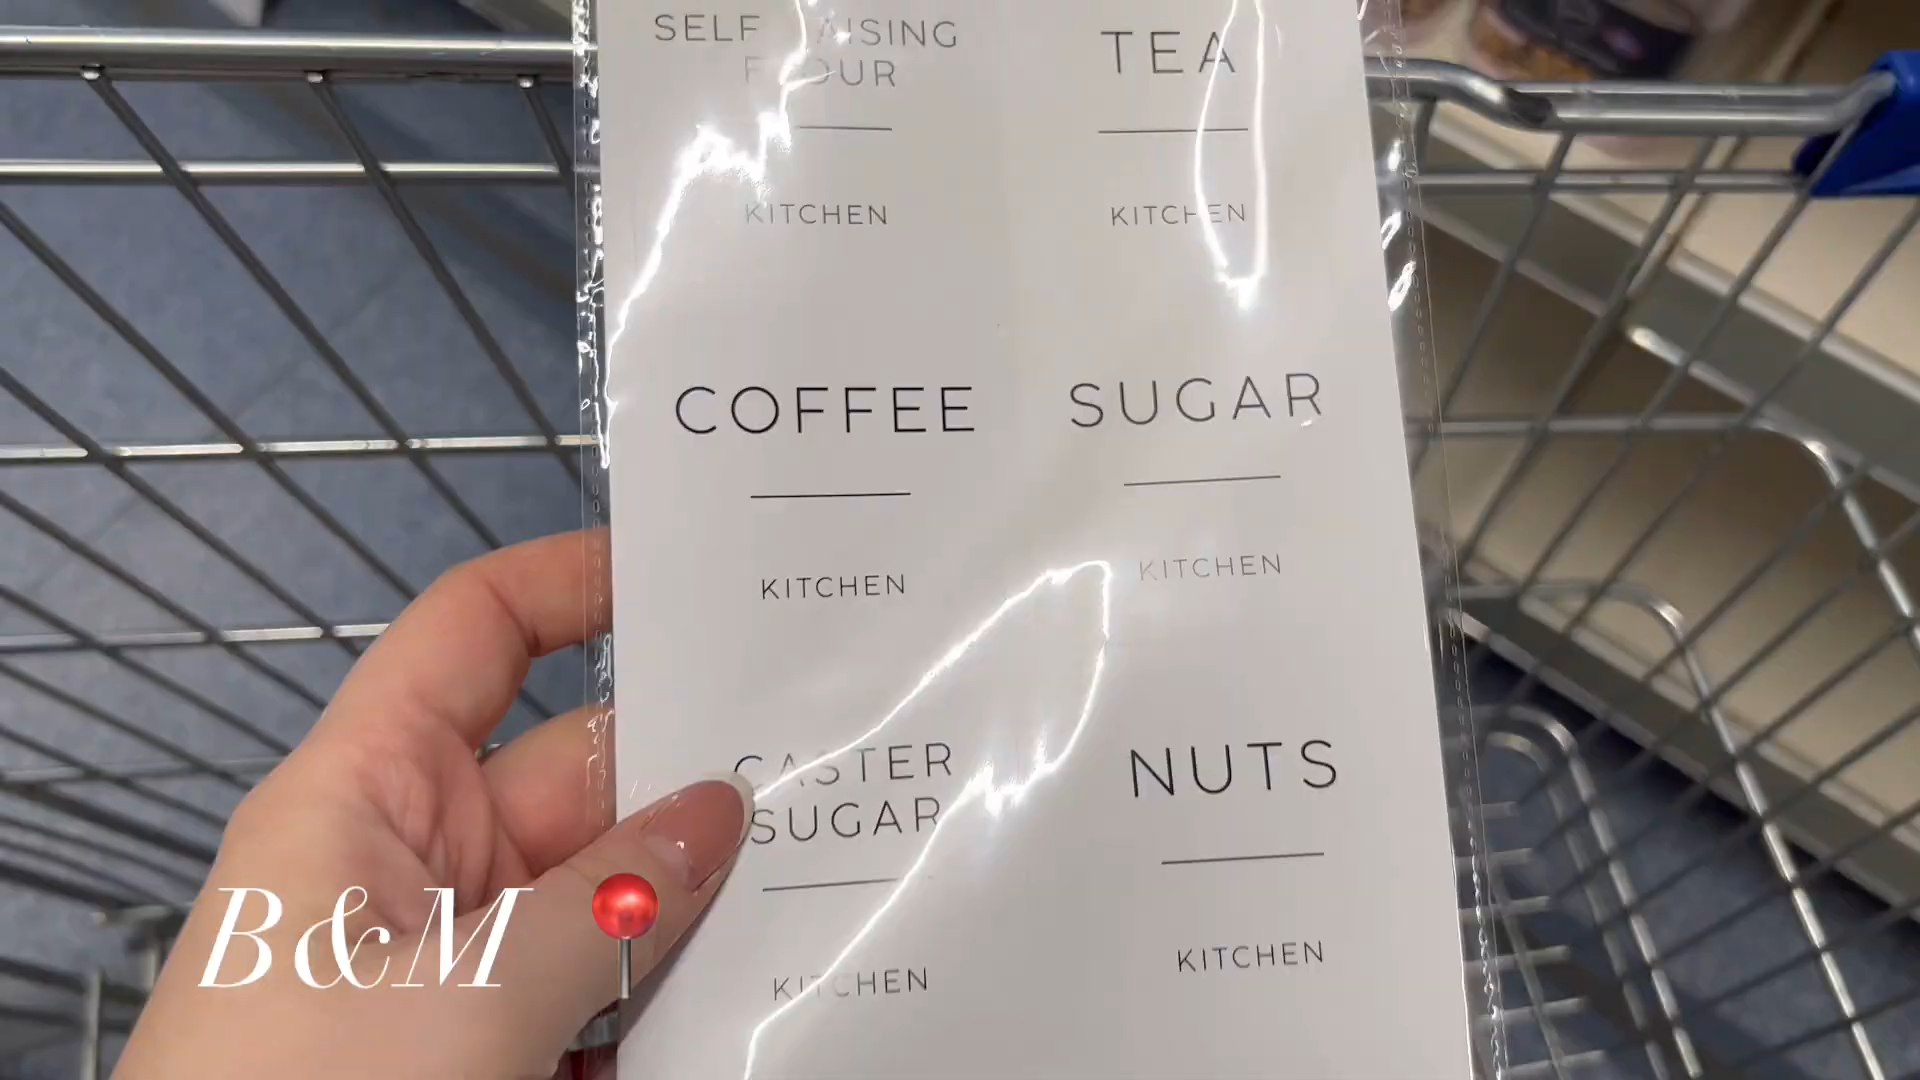 SELF RAISING
FLOUR
KITCHEN
TEA
KITCHEN
COFFEE
KITCHEN
SUGAR
KITCHEN
CASTER
SUGAR
KITCHEN
NUTS
KITCHEN
B&M